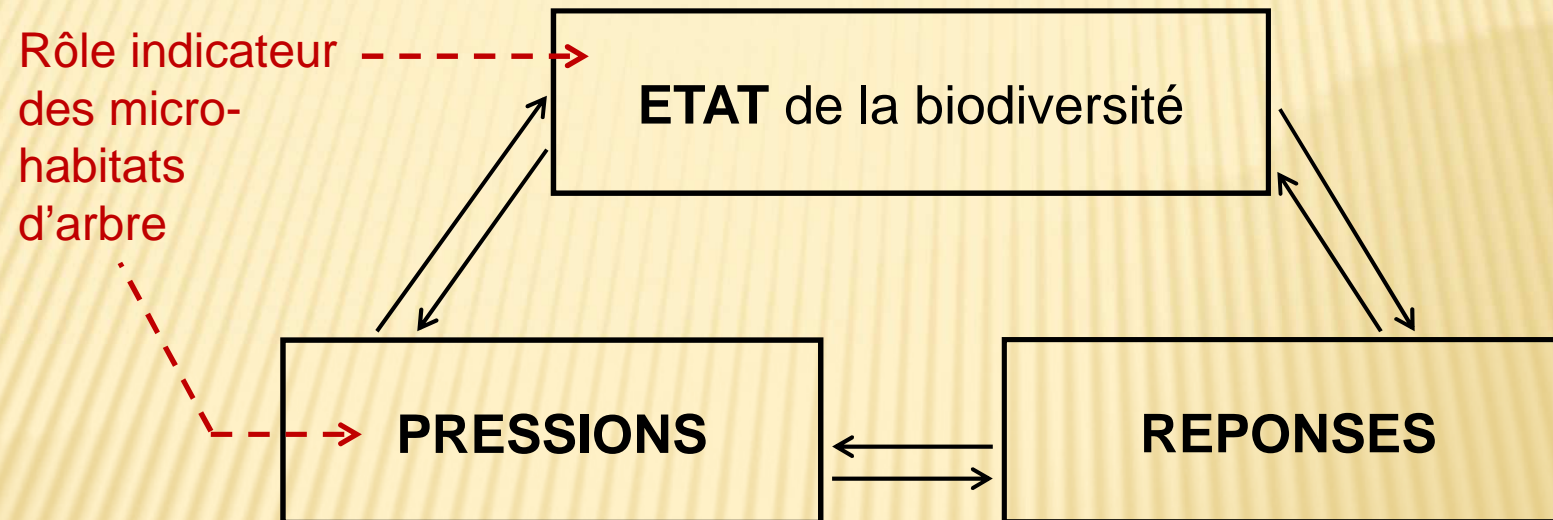 Rôle indicateur
des micro-
habitats
d’arbre
ETAT de la biodiversité
PRESSIONS
REPONSES